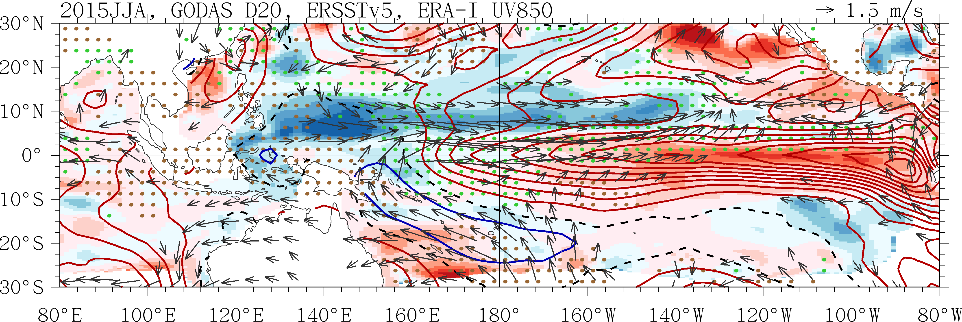 2015JJA, GODAS D20, ERSSTv5, ERA-I UV850 1.5 m/s
30°N
20°N
10°N
0°
10°S
20°S
30°S
80°E 100°E 120°E 140°E 160°E 180° 160°W 140°W 120°W 100°W 80°W